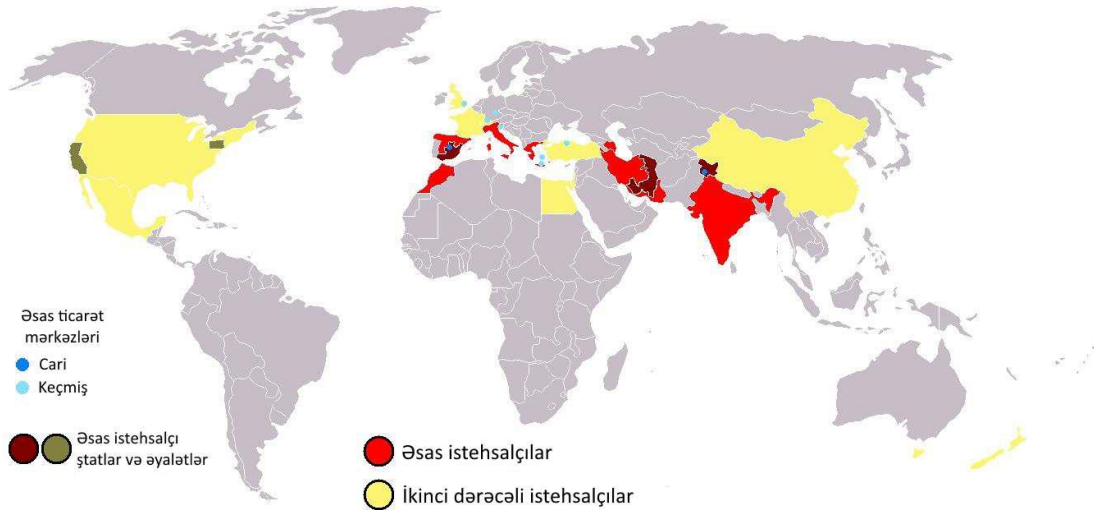 Əsas ticarət
mərkəzləri
Cari
Keçmiş
Əsas istehsalçı
ştatlar və əyalətlər
Əsas istehsalçılar
İkinci dərəcəli istehsalçılar